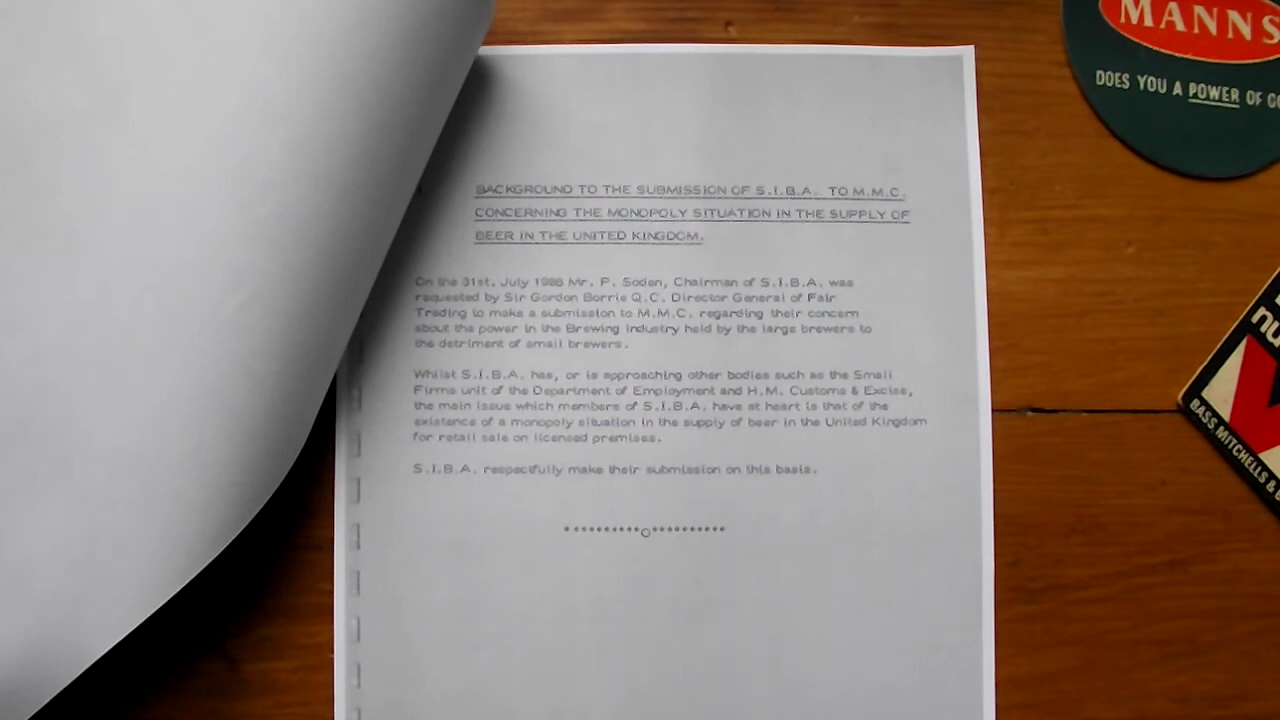 MANNS
DOES YOU A POWER OF
BACKGROUND TO THE SUBMISSION OF S.I.B.A. TO M.M.C.
CONCERNING THE MONOPOLY SITUATION IN THE SUPPLY OF
BEER IN THE UNITED KINGDOM.
On the 31st. July 1986 Mr. P. Soden, Chairman of S.I.B.A. was
requested by Sir Gordon Borrie Q.C. Director General of Fair
Trading to make a submission to M.M.C. regarding their concern
about the power in the Brewing industry held by the large brewers to
the detriment of small brewers.
Whilst S.I.B.A. has, or is approaching other bodies such as the Small
Firms unit of the Department of Employment and H.M. Customs & Excise,
the main issue which members of S.I.B.A. have at heart is that of the
existence of a monopoly situation in the supply of beer in the United Kingdom
for retail sale on licensed premises.
S.I.B.A. respectfully make their submission on this basis.
BASS, MITCHELLS &